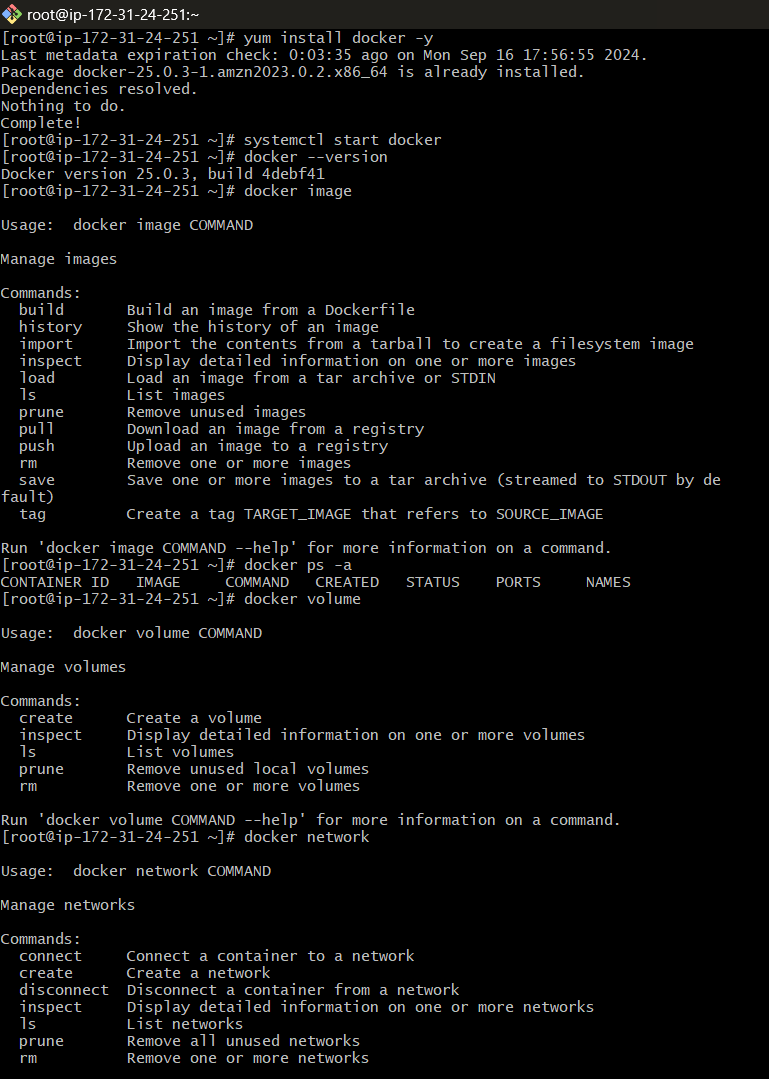 root@ip-172-31-24-251:~
[root@ip-172-31-24-251 ~]# yum install docker -y
Last metadata expiration check: 0:03:35 ago on Mon Sep 16 17:56:55 2024.
Package docker-25.0.3-1.amzn2023.0.2.x86_64 is already installed.
Dependencies resolved.
Nothing to do.
Complete!
[root@ip-172-31-24-251 ~]# systemctl start docker
[root@ip-172-31-24-251 ~]# docker --version
Docker version 25.0.3, build 4debf41
[root@ip-172-31-24-251 ~]# docker image
Usage:  docker image COMMAND
Manage images
Commands:
  build       Build an image from a Dockerfile
  history     Show the history of an image
  import      Import the contents from a tarball to create a filesystem image
  inspect     Display detailed information on one or more images
  load        Load an image from a tar archive or STDIN
  ls          List images
  prune       Remove unused images
  pull        Download an image from a registry
  push        Upload an image to a registry
  rm          Remove one or more images
  save        Save one or more images to a tar archive (streamed to STDOUT by de
fault)
  tag         Create a tag TARGET_IMAGE that refers to SOURCE_IMAGE
Run 'docker image COMMAND --help' for more information on a command.
[root@ip-172-31-24-251 ~]# docker ps -a
CONTAINER ID   IMAGE     COMMAND   CREATED   STATUS    PORTS     NAMES
[root@ip-172-31-24-251 ~]# docker volume
Usage:  docker volume COMMAND
Manage volumes
Commands:
  create      Create a volume
  inspect     Display detailed information on one or more volumes
  ls          List volumes
  prune       Remove unused local volumes
  rm          Remove one or more volumes
Run 'docker volume COMMAND --help' for more information on a command.
[root@ip-172-31-24-251 ~]# docker network
Usage:  docker network COMMAND
Manage networks
Commands:
  connect     Connect a container to a network
  create      Create a network
  disconnect  Disconnect a container from a network
  inspect     Display detailed information on one or more networks
  ls          List networks
  prune       Remove all unused networks
  rm          Remove one or more networks